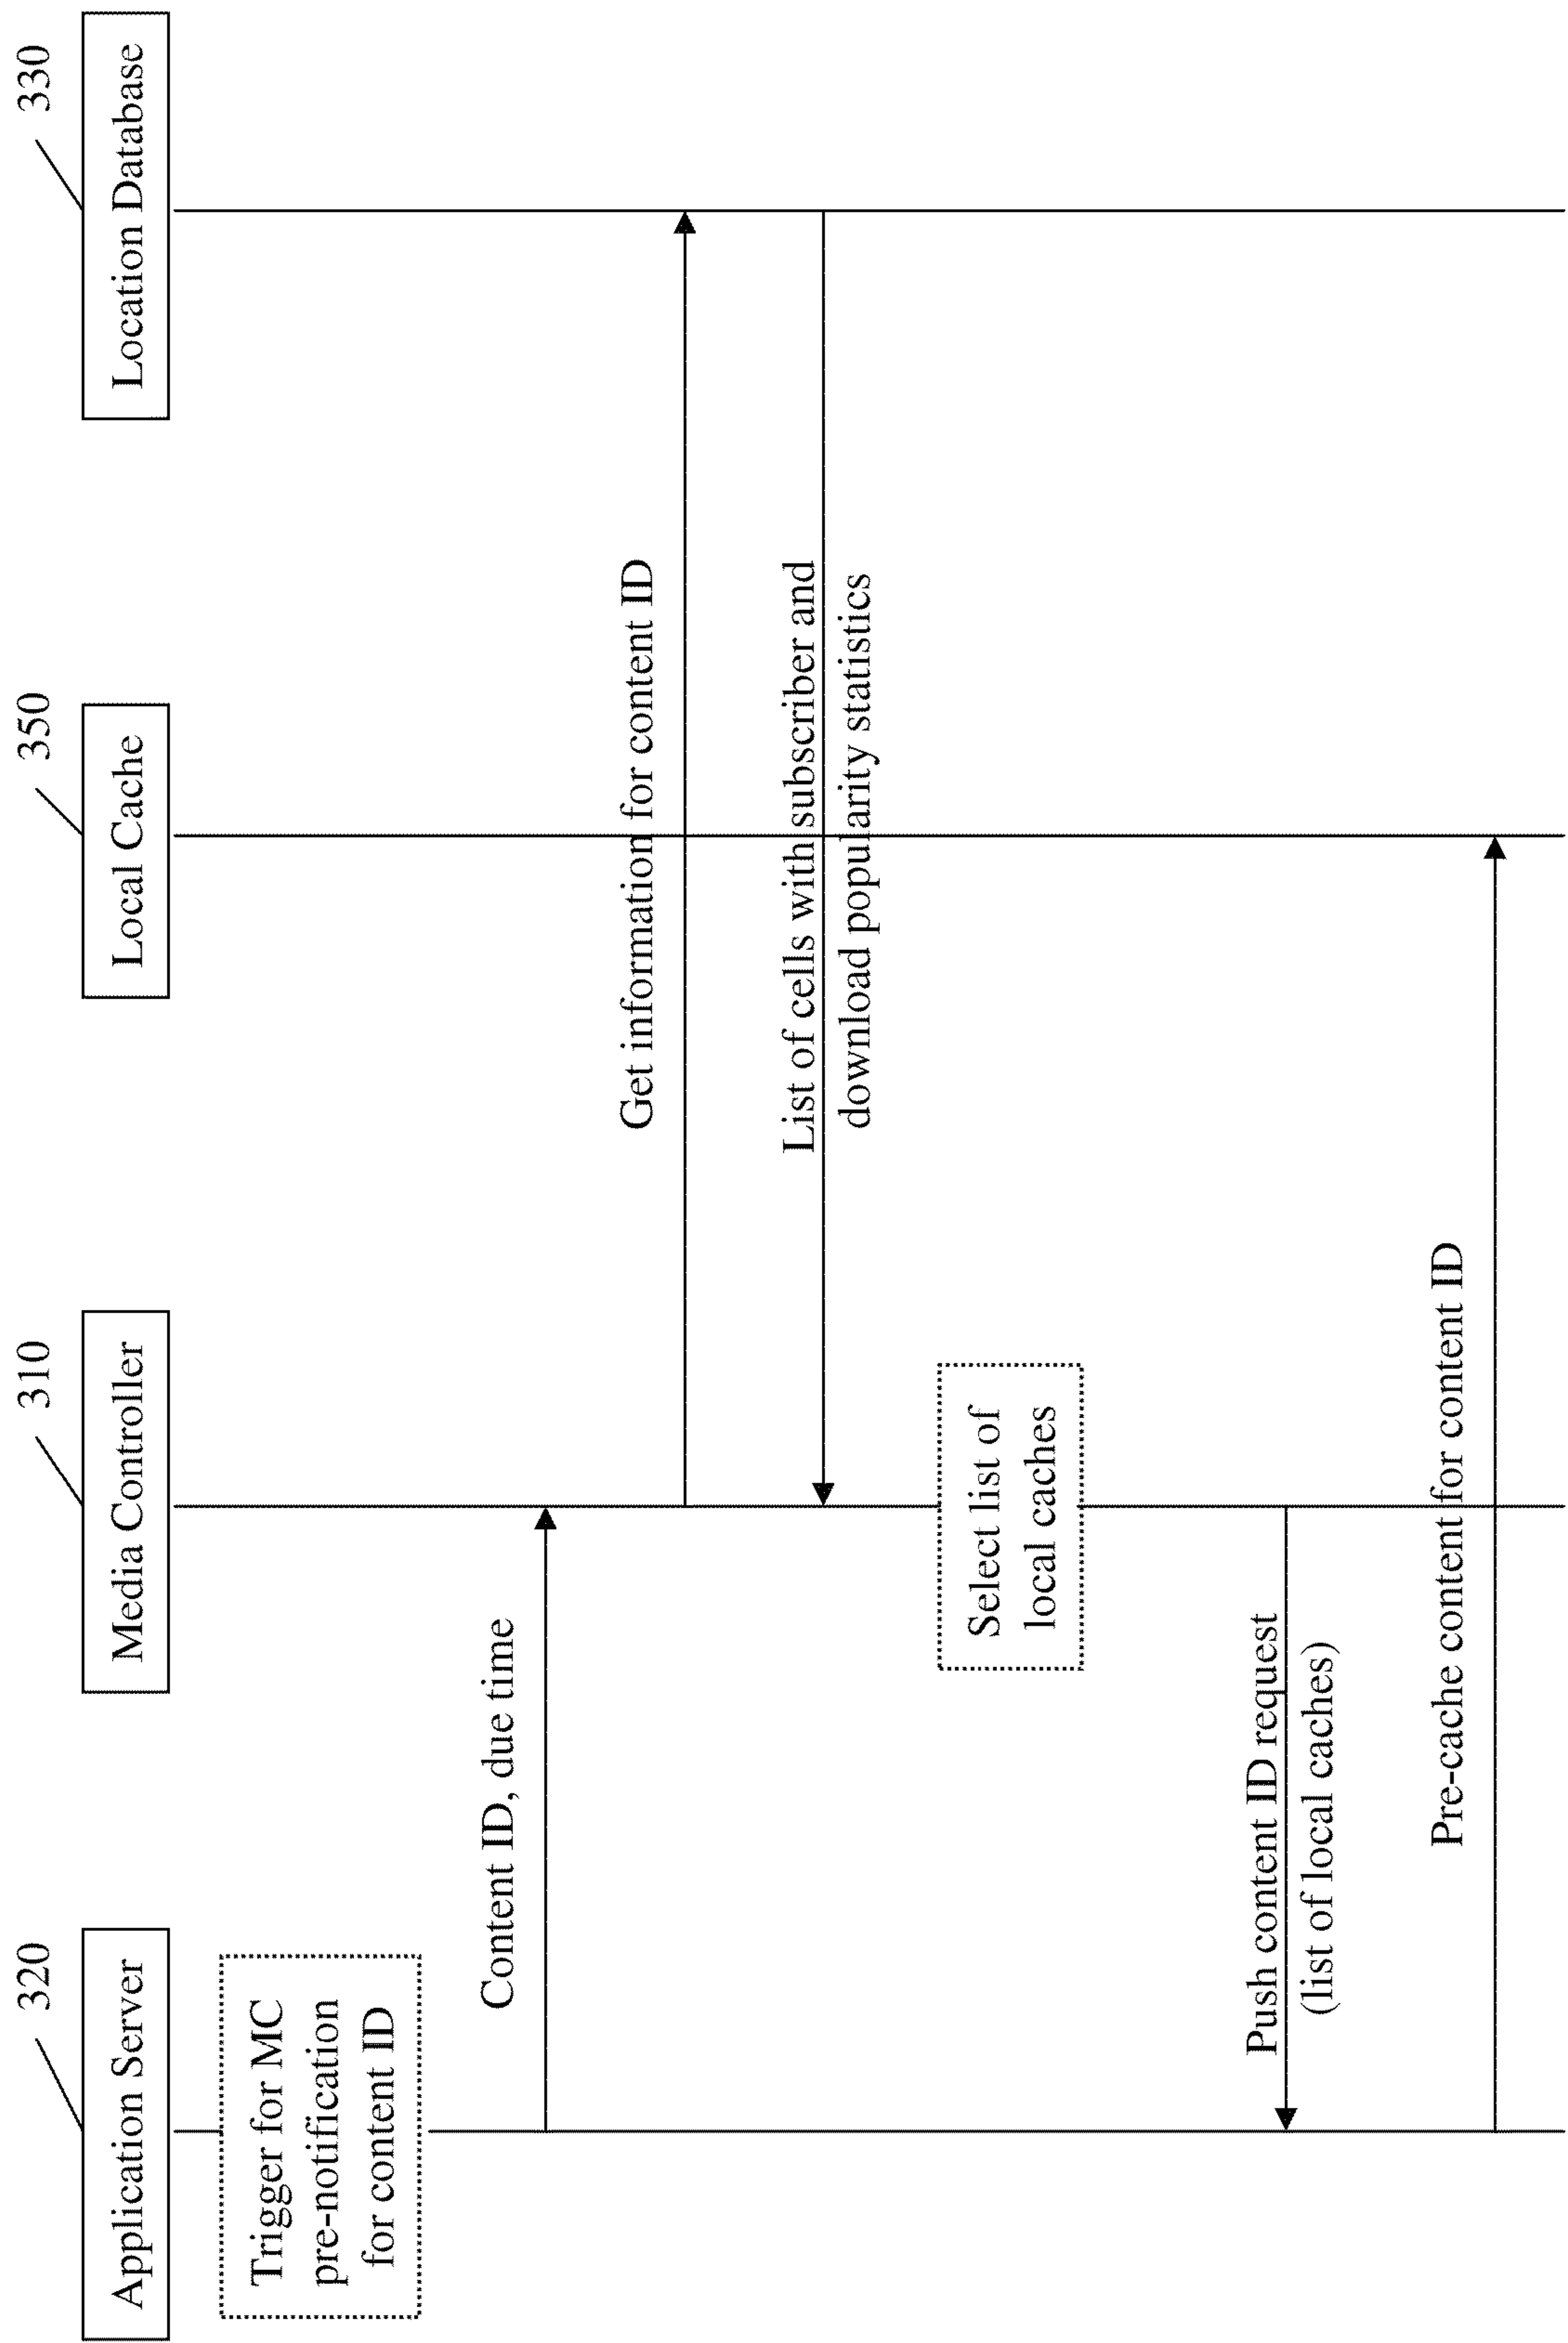 320
310
350
330
Application Server
Media Controller
Local Cache
Location Database
Trigger for MC
pre-notification
for content ID
Content ID, due time
Get information for content ID
List of cells with subscriber and
download popularity statistics
Select list of
local caches
Push content ID request
(list of local caches)
Pre-cache content for content ID